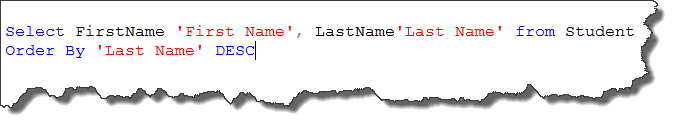 Select FirstName 'First Name', LastName'Last Name' from Student
Order By 'Last Name' DESC